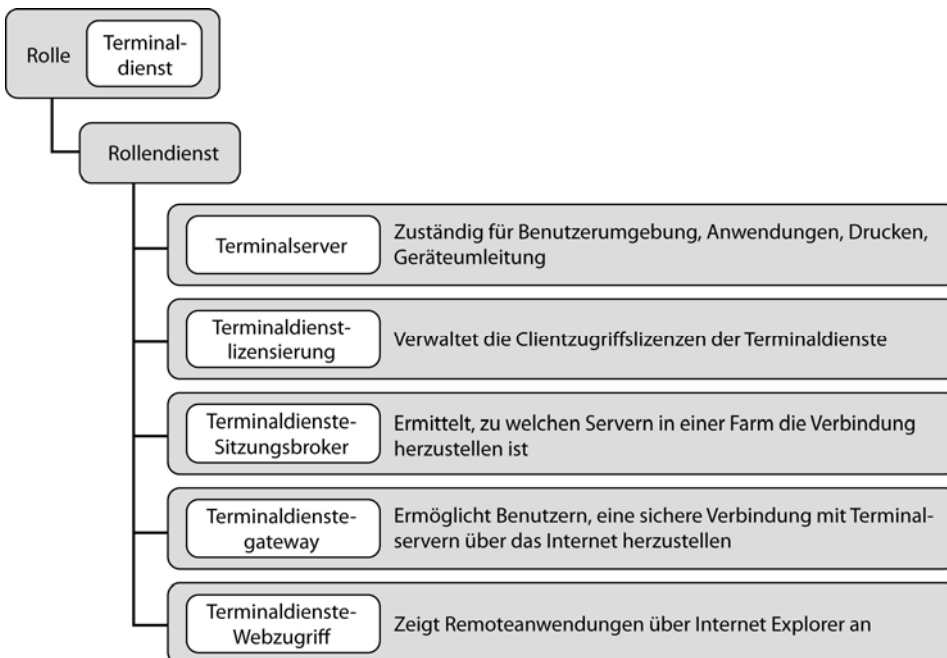 Rolle
Terminal-
dienst
Rollendienst
Terminalserver
Zuständig für Benutzerumgebung, Anwendungen, Drucken,
Geräteumleitung
Terminaldienst-
lizensierung
Verwaltet die Clientzugriffslizenzen der Terminaldienste
Terminaldienste-
Sitzungsbroker
Ermittelt, zu welchen Servern in einer Farm die Verbindung
herzustellen ist
Terminaldienste-
gateway
Ermöglicht Benutzern, eine sichere Verbindung mit Terminal-
servern über das Internet herzustellen
Terminaldienste-
Webzugriff
Zeigt Remoteanwendungen über Internet Explorer an